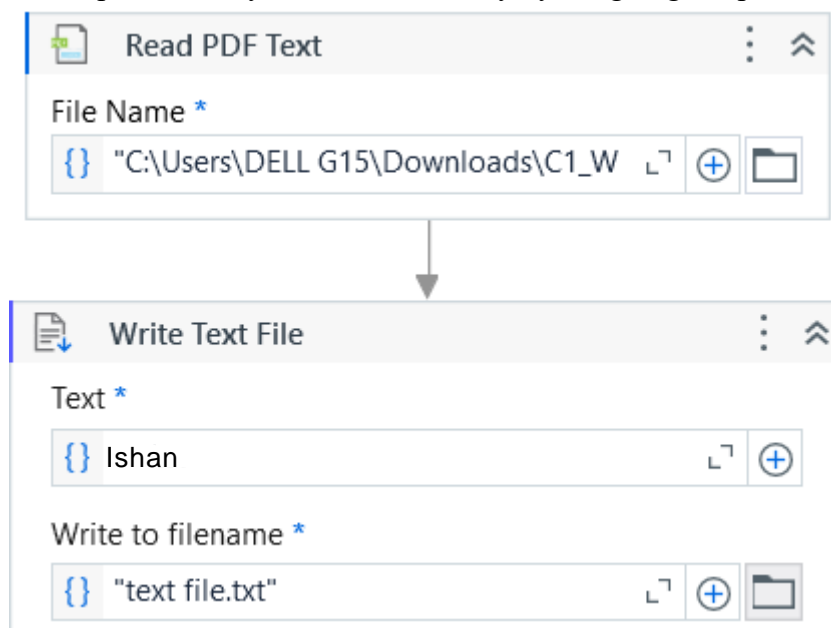 Read PDF Text
File Name *
{} "C:\Users\DELL G15\Downloads\C1_W
Write Text File
Text *
{} Ishan
Write to filename *
{} "text file.txt"